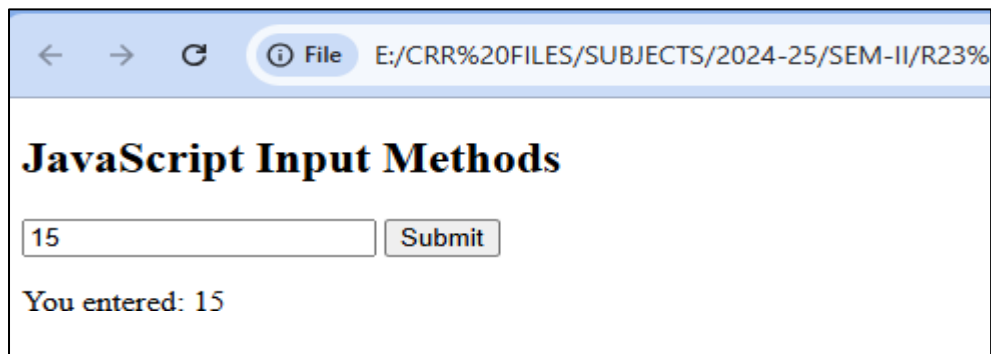 File E:/CRR%20FILES/SUBJECTS/2024-25/SEM-II/R23%
JavaScript Input Methods
15 Submit
You entered: 15